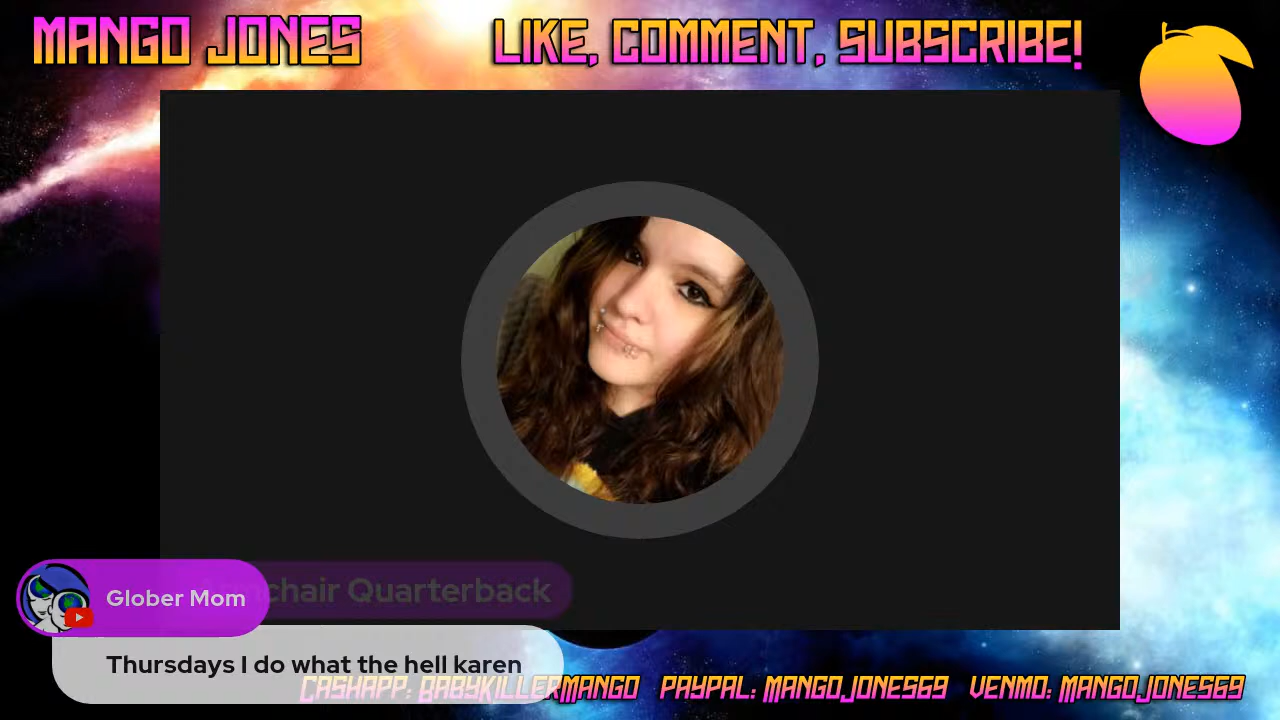 MANGO JONES
LIKE, COMMENT, SUBSCRIBE!
Armchair Quarterback
Glober Mom
Thursdays I do what the hell karen
CASHAPP: BABYKILLERMANGO PAYPAL: MANGOJONES69 VENMO: MANGOJONES69